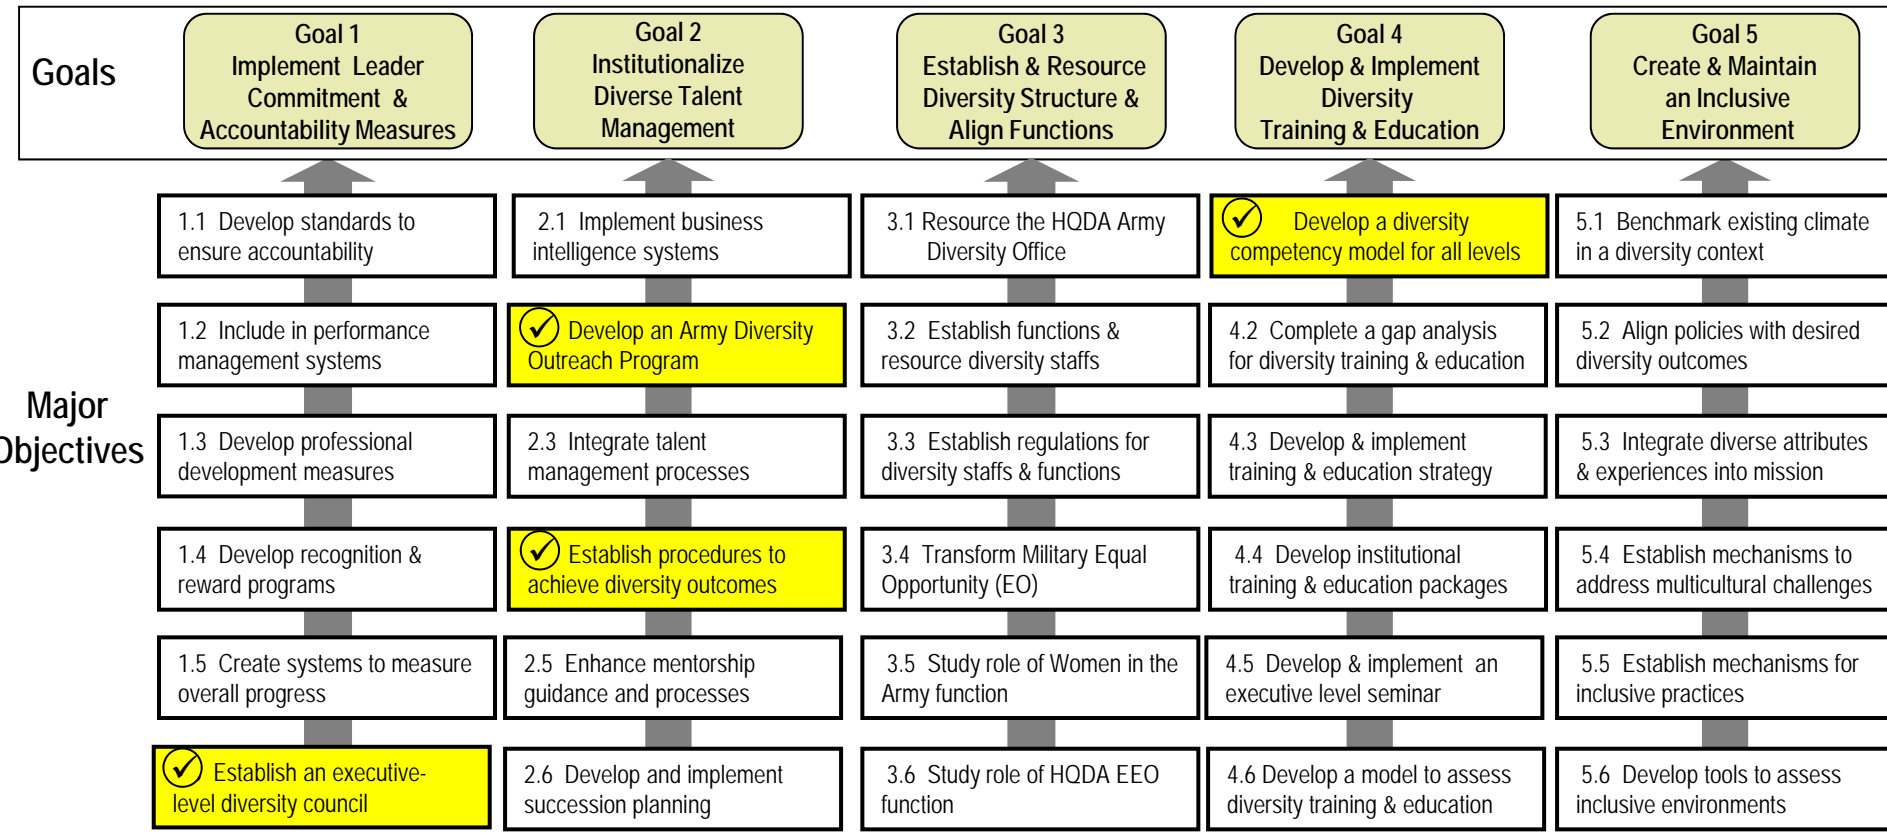 Goals
Goal 1
Implement Leader
Commitment &
Accountability Measures
Goal 2
Institutionalize
Diverse Talent
Management
Goal 3
Establish & Resource
Diversity Structure &
Align Functions
Goal 4
Develop & Implement
Diversity
Training & Education
Goal 5
Create & Maintain
an Inclusive
Environment
Major
Objectives
1.1 Develop standards to
ensure accountability
1.2 Include in performance
management systems
1.3 Develop professional
development measures
1.4 Develop recognition &
reward programs
1.5 Create systems to measure
overall progress
Establish an executive-
level diversity council
2.1 Implement business
intelligence systems
Develop an Army Diversity
Outreach Program
2.3 Integrate talent
management processes
Establish procedures to
achieve diversity outcomes
2.5 Enhance mentorship
guidance and processes
2.6 Develop and implement
succession planning
3.1 Resource the HQDA Army
Diversity Office
3.2 Establish functions &
resource diversity staffs
3.3 Establish regulations for
diversity staffs & functions
3.4 Transform Military Equal
Opportunity (EO)
3.5 Study role of Women in the
Army function
3.6 Study role of HQDA EEO
function
Develop a diversity
competency model for all levels
4.2 Complete a gap analysis
for diversity training & education
4.3 Develop & implement
training & education strategy
4.4 Develop institutional
training & education packages
4.5 Develop & implement an
executive level seminar
4.6 Develop a model to assess
diversity training & education
5.1 Benchmark existing climate
in a diversity context
5.2 Align policies with desired
diversity outcomes
5.3 Integrate diverse attributes
& experiences into mission
5.4 Establish mechanisms to
address multicultural challenges
5.5 Establish mechanisms for
inclusive practices
5.6 Develop tools to assess
inclusive environments